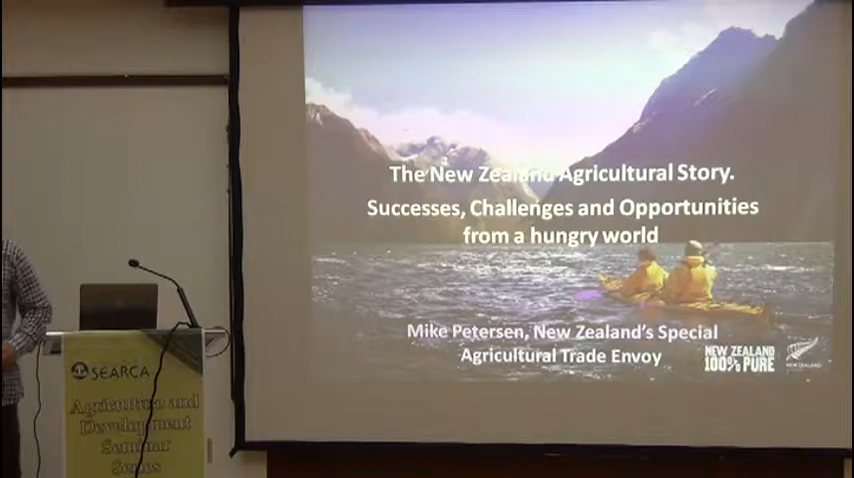 The New Zealand Agricultural Story.
Successes, Challenges and Opportunities
from a hungry world
Mike Petersen, New Zealand's Special
Agricultural Trade Envoy
NEW ZEALAND
100% PURE
NEW ZEALAND
SEARCA
Agriculture and
Development
Seminar
Series